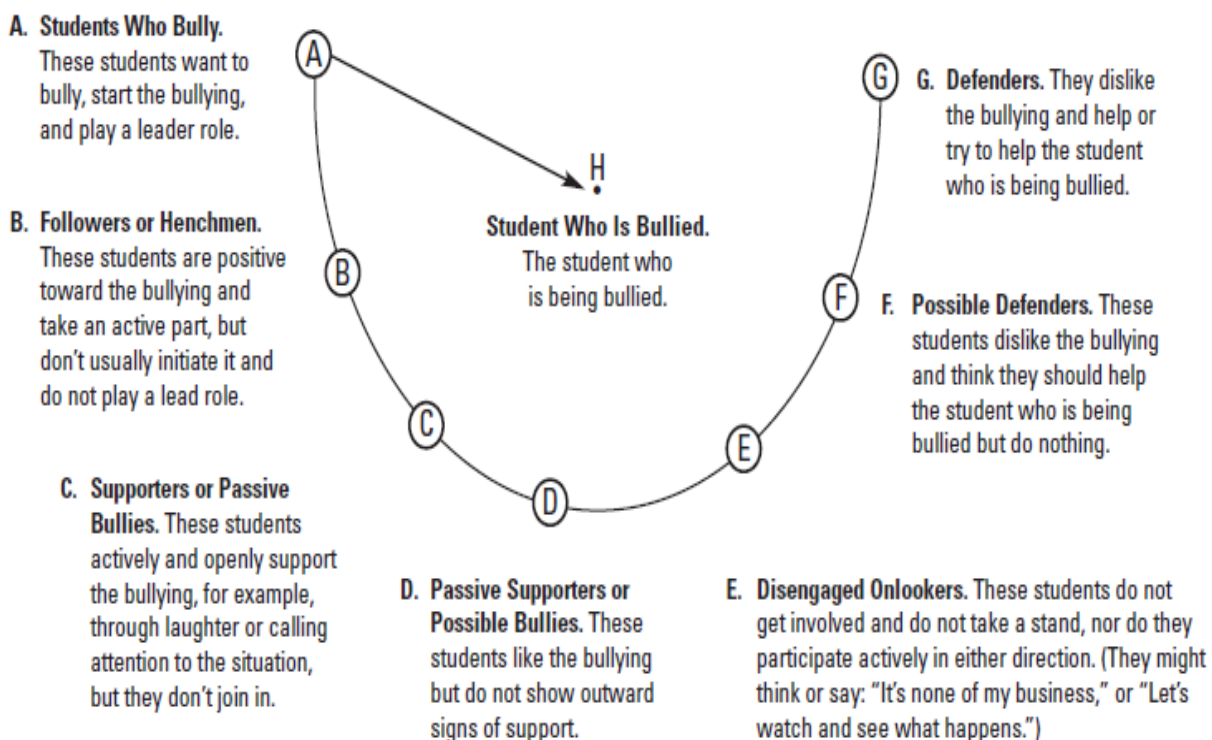 A. Students Who Bully.
These students want to
bully, start the bullying,
and play a leader role.
B. Followers or Henchmen.
These students are positive
toward the bullying and
take an active part, but
don't usually initiate it and
do not play a lead role.
C. Supporters or Passive
Bullies. These students
actively and openly support
the bullying, for example,
through laughter or calling
attention to the situation,
but they don't join in.
D. Passive Supporters or
Possible Bullies. These
students like the bullying
but do not show outward
signs of support.
E. Disengaged Onlookers. These students do not
get involved and do not take a stand, nor do they
participate actively in either direction. (They might
think or say: “It's none of my business,” or “Let's
watch and see what happens.”)
F. Possible Defenders. These
students dislike the bullying
and think they should help
the student who is being
bullied but do nothing.
G. Defenders. They dislike
the bullying and help or
try to help the student
who is being bullied.
H
Student Who Is Bullied.
The student who
is being bullied.
A
B
C
D
E
F
G